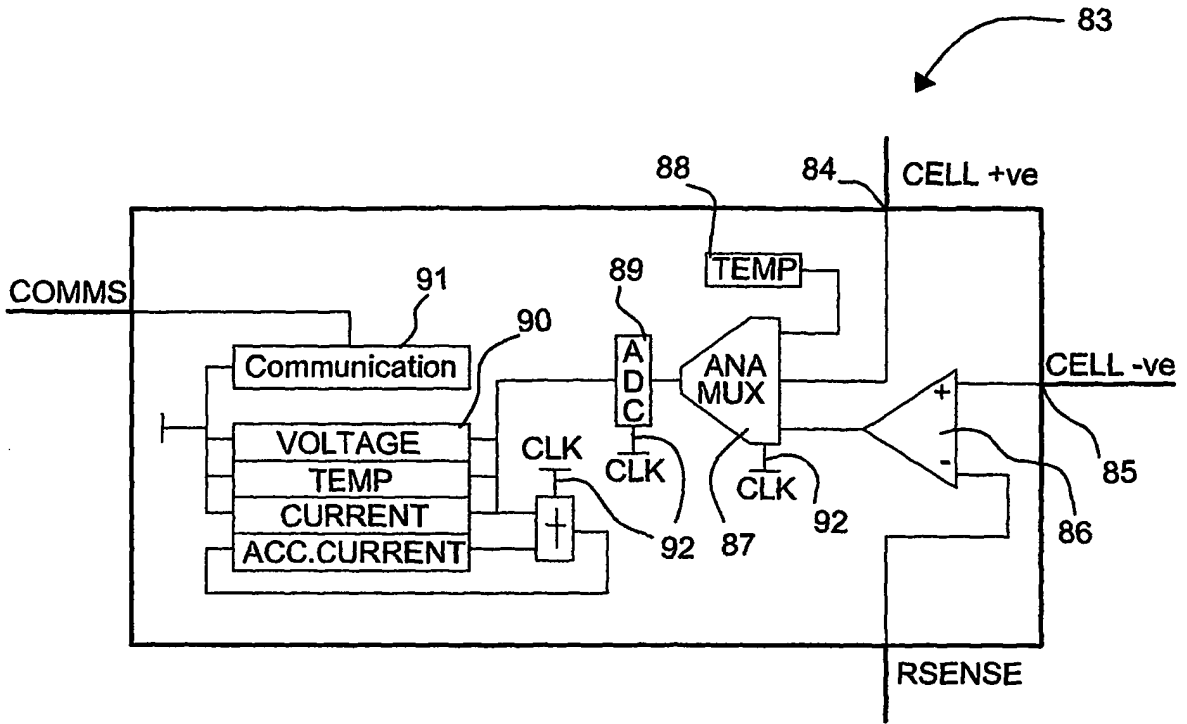 83
CELL +ve
84
88
TEMP
89
COMMS
91
90
Communication
ADC
ANA
MUX
CELL -ve
+
-
VOLTAGE
TEMP
CURRENT
ACC.CURRENT
CLK
+
92
CLK
CLK
87
92
86
85
RSENSE